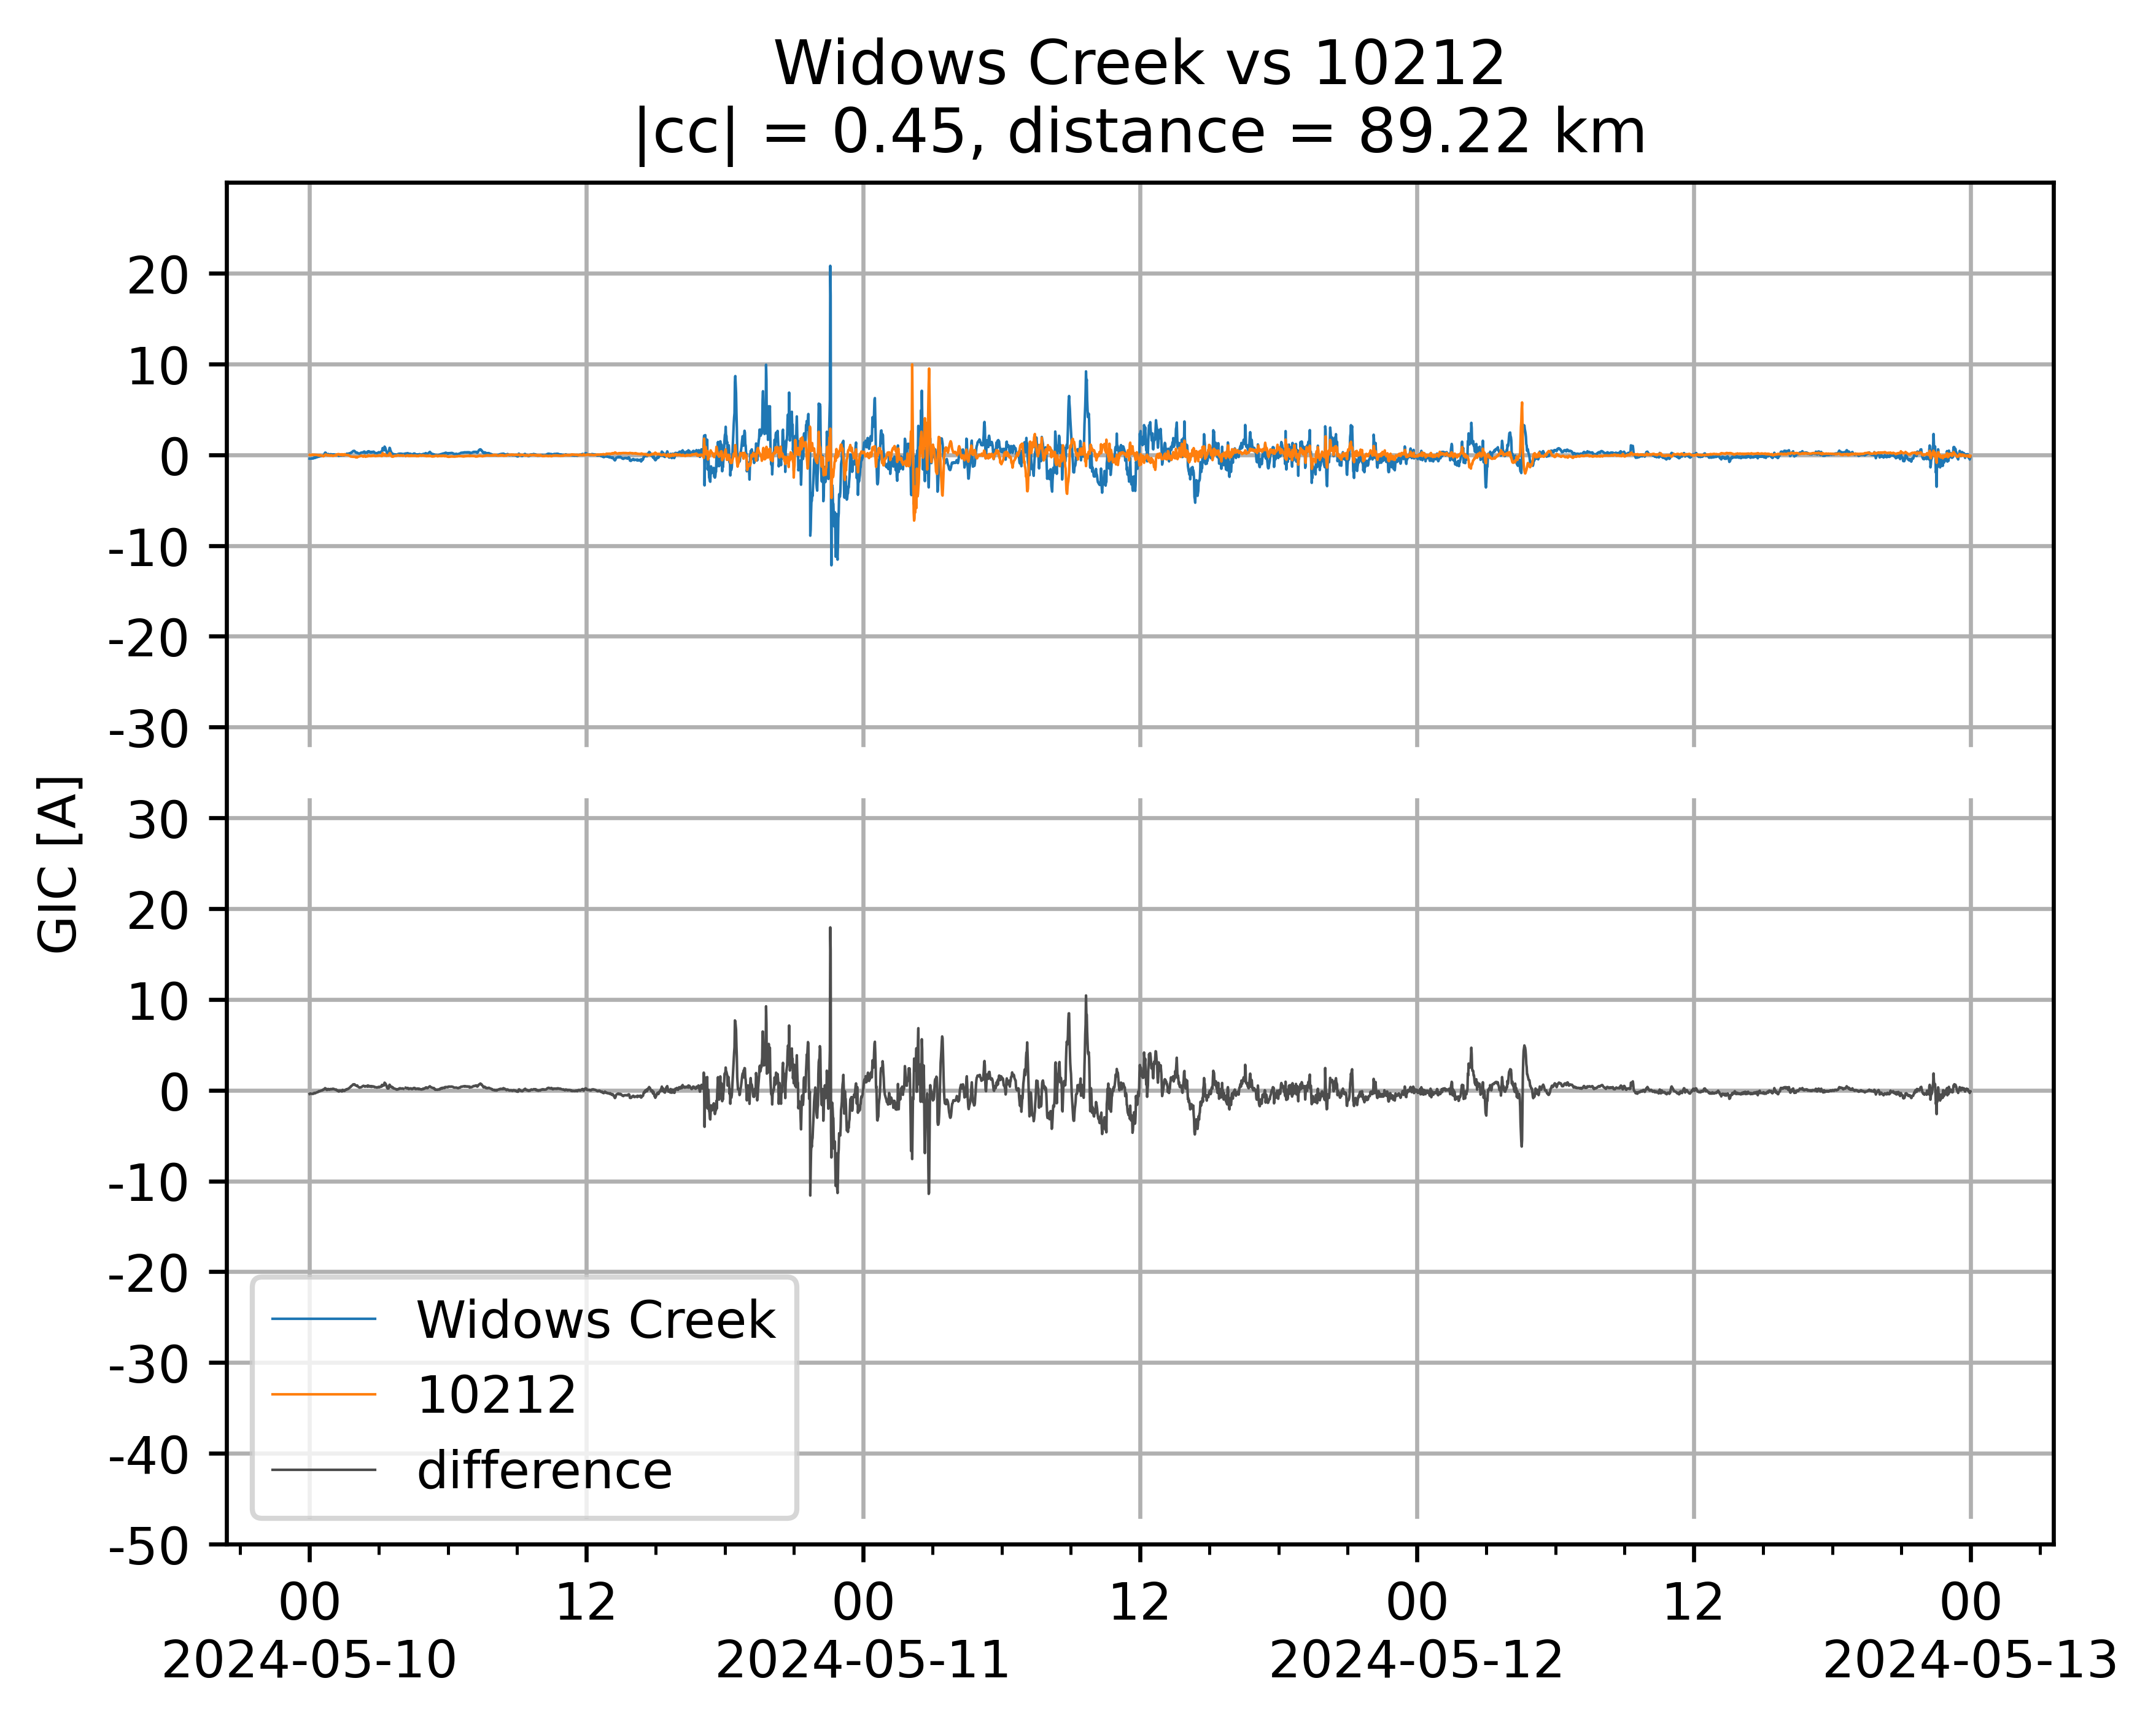 Widows Creek vs 10212
|cc| = 0.45, distance = 89.22 km
GIC [A]
20
10
0
-10
-20
-30
30
20
10
0
-10
-20
-30
-40
-50
Widows Creek
10212
difference
00 12 00 12 00 12 00
2024-05-10 2024-05-11 2024-05-12 2024-05-13